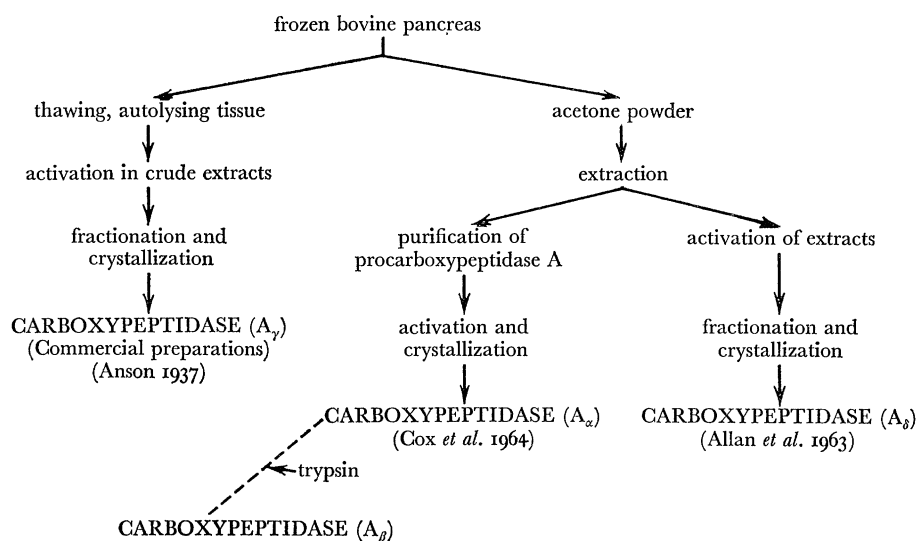 frozen bovine pancreas
thawing, autolysing tissue
acetone powder
activation in crude extracts
extraction
fractionation and
crystallization
purification of
procarboxypeptidase A
activation of extracts
CARBOXYPEPTIDASE (Aᵧ)
(Commercial preparations)
(Anson 1937)
activation and
crystallization
fractionation and
crystallization
CARBOXYPEPTIDASE (A_α)
(Cox et al. 1964)
CARBOXYPEPTIDASE (A_δ)
(Allan et al. 1963)
trypsin
CARBOXYPEPTIDASE (Aᵦ)